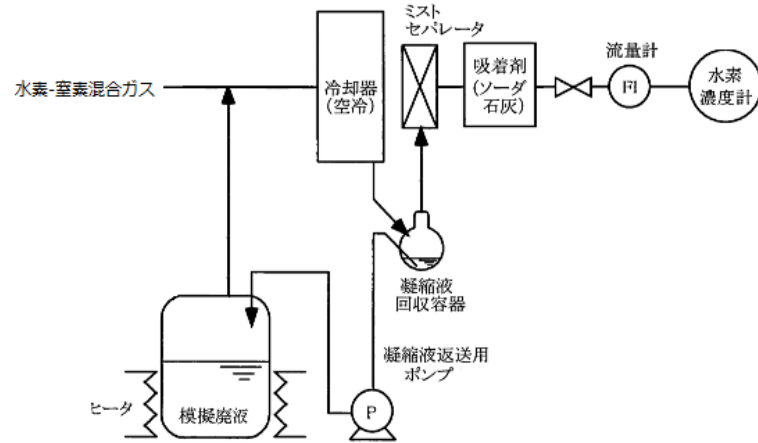 ミスト
セパレータ
水素-窒素混合ガス
冷却器
(空冷)
吸着剤
(ソーダ
石灰)
流量計
FI
水素
濃度計
凝縮液
回収容器
凝縮液返送用
ポンプ
P
ヒータ
模擬廃液